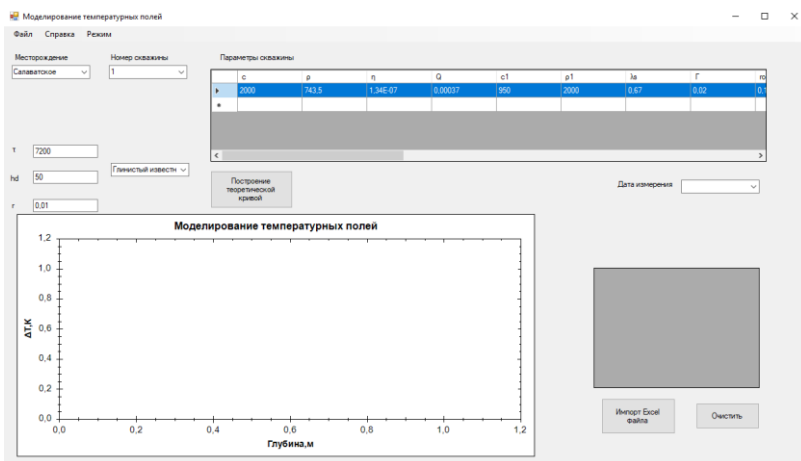 Моделирование температурных полей
Файл Справка Режим
Месторождение Номер скважины Параметры скважины
Салаватское 1
c ρ η Q c1 ρ1 λв Г
2000 743,5 1,34E-07 0,00037 950 2000 0,67 0,02
τ 7200
hd 50 Глинистый известн
r 0,01
Построение
теоретической
кривой
Дата измерения
Моделирование температурных полей
1,2
1,0
0,8
0,6
0,4
0,2
0,0
ΔT,K
0,0 0,2 0,4 0,6 0,8 1,0 1,2
Глубина,м
Импорт Excel
файла
Очистить